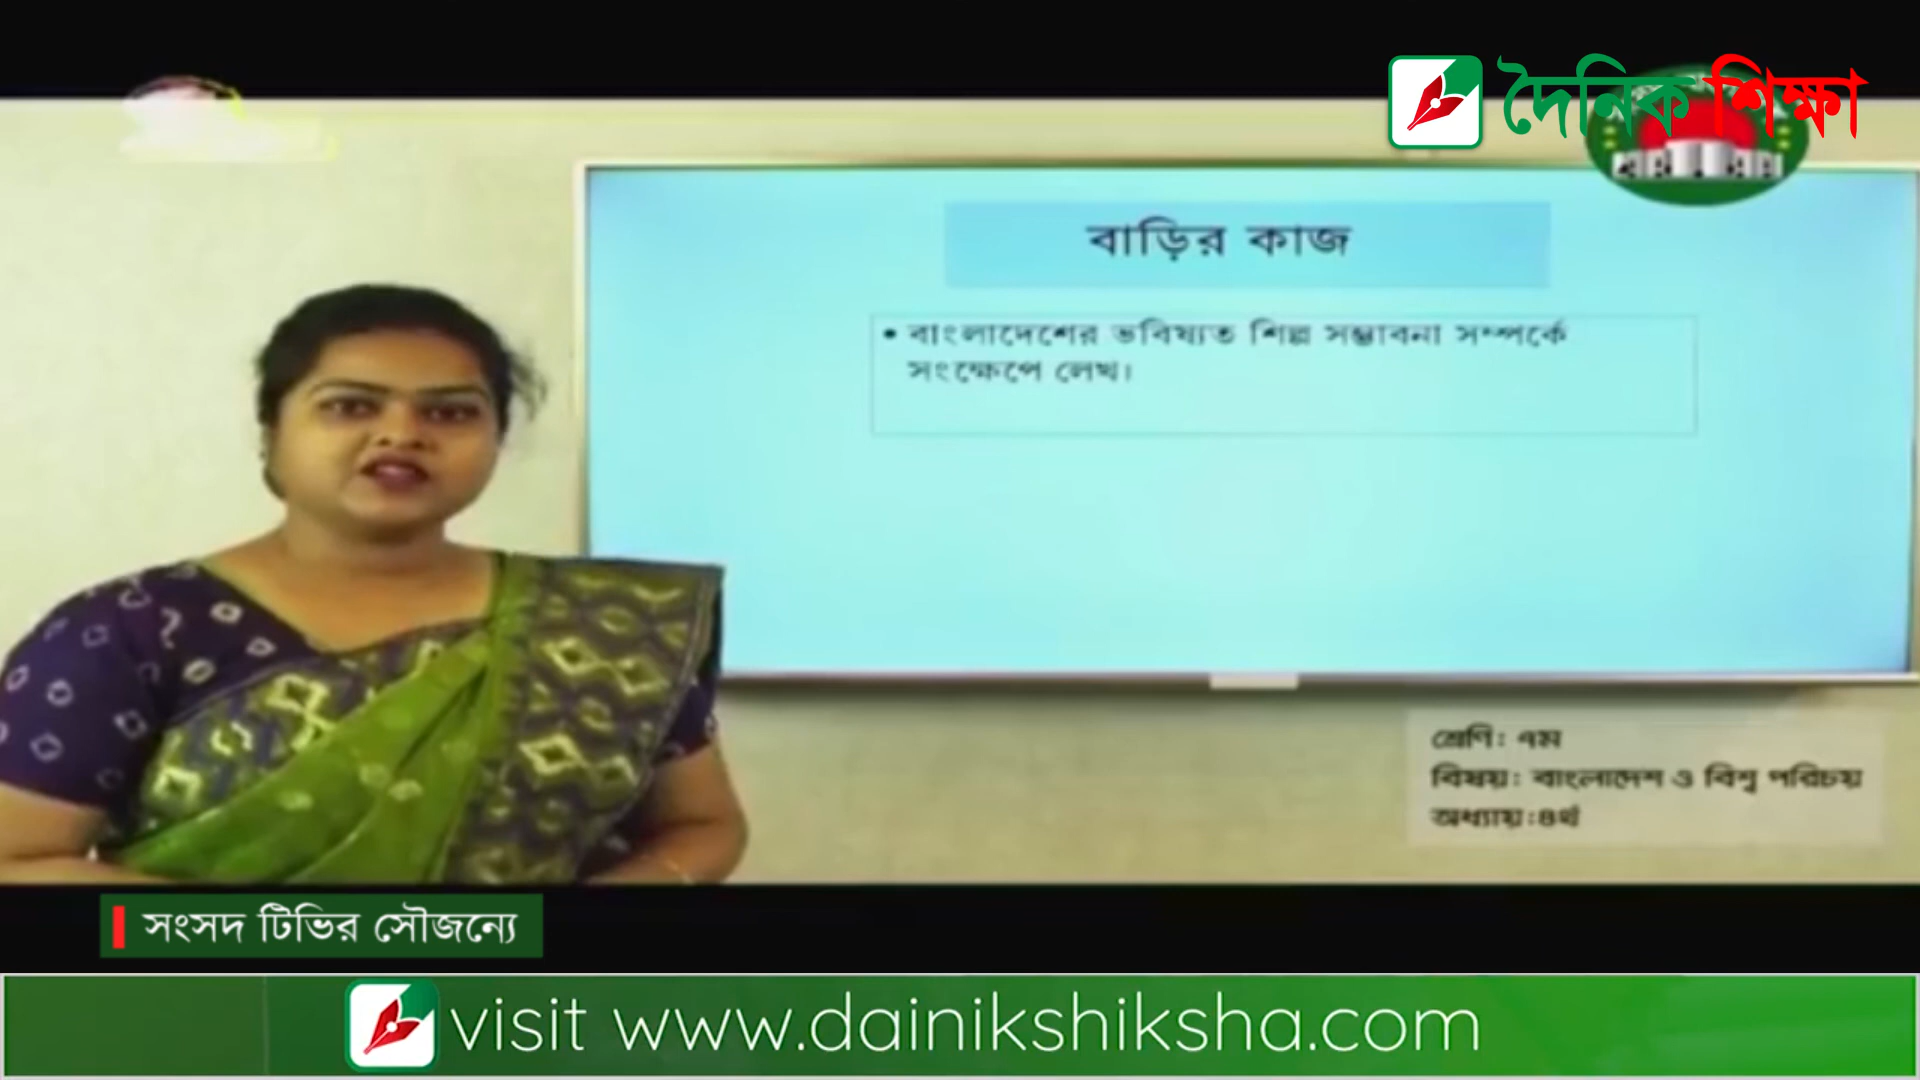 দৈনিক শিক্ষা
বাড়ির কাজ
• বাংলাদেশের ভবিষ্যত শিল্প সম্ভাবনা সম্পর্কে
সংক্ষেপে লেখ।
শ্রেণি: ৭ম
বিষয়: বাংলাদেশ ও বিশ্ব পরিচয়
অধ্যায়:৪র্থ
সংসদ টিভির সৌজন্যে
visit www.dainikshiksha.com